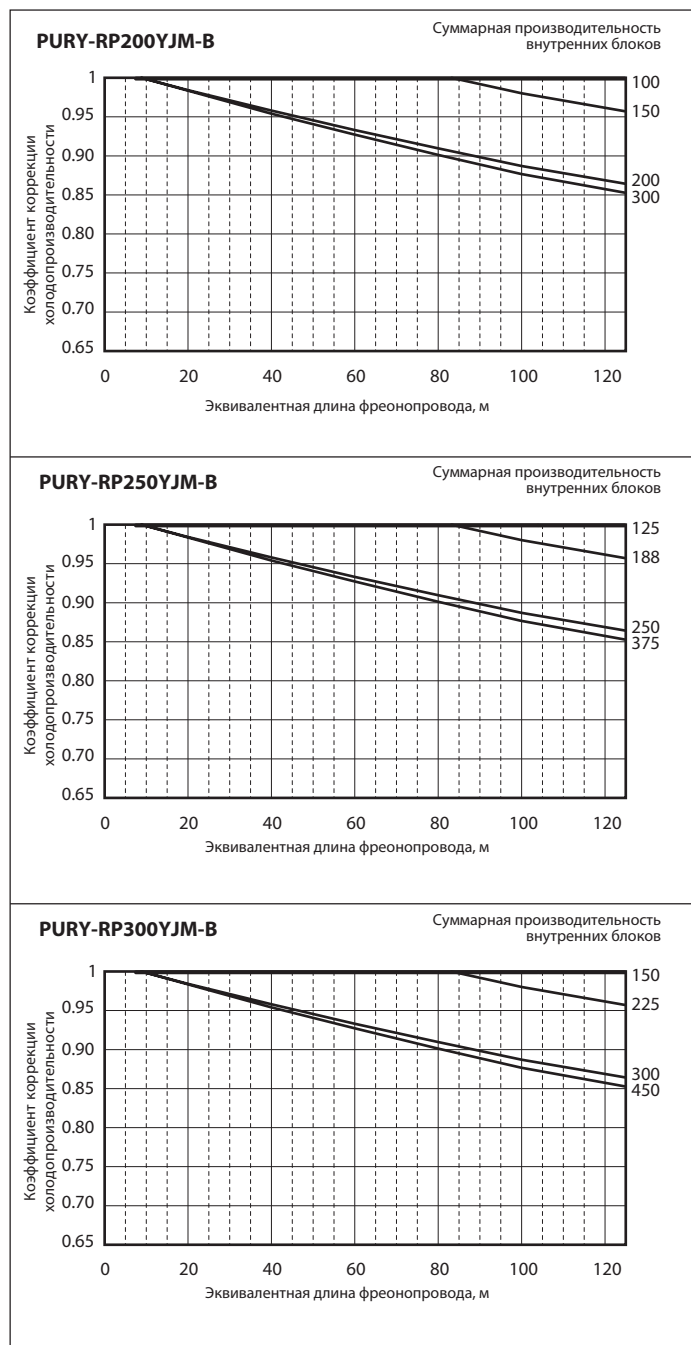 PURY-RP200YJM-B
Суммарная производительность
внутренних блоков
Коэффициент коррекции
холодопроизводительности
1
0.95
0.90
0.85
0.80
0.75
0.70
0.65
100
150
200
300
0 20 40 60 80 100 120
Эквивалентная длина фреонопровода, м
PURY-RP250YJM-B
Суммарная производительность
внутренних блоков
Коэффициент коррекции
холодопроизводительности
1
0.95
0.90
0.85
0.80
0.75
0.70
0.65
125
188
250
375
0 20 40 60 80 100 120
Эквивалентная длина фреонопровода, м
PURY-RP300YJM-B
Суммарная производительность
внутренних блоков
Коэффициент коррекции
холодопроизводительности
1
0.95
0.90
0.85
0.80
0.75
0.70
0.65
150
225
300
450
0 20 40 60 80 100 120
Эквивалентная длина фреонопровода, м